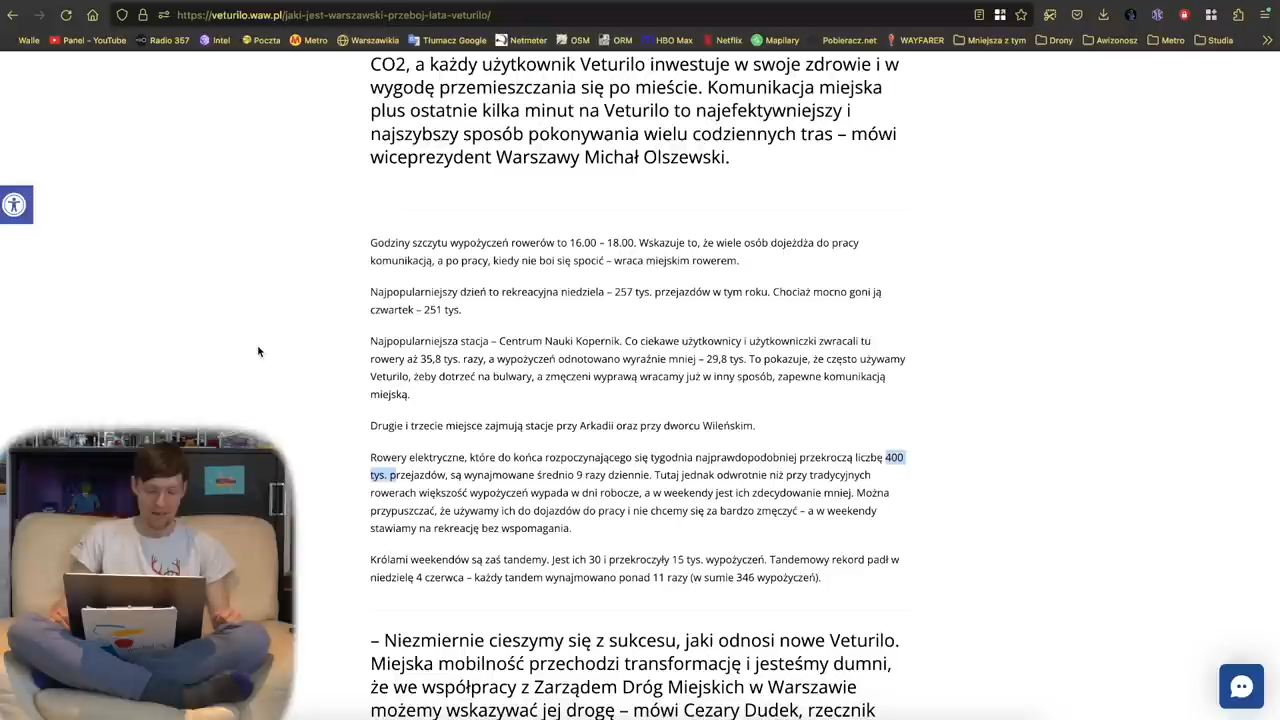 https://veturilo.waw.pl/jaki-jest-warszawski-przeboj-lata-veturilo/
Walle Panel - YouTube Radio 357 Intel Poczta Metro Warszawikia Tłumacz Google Netmeter OSM ORM HBO Max Netflix Mapilary Pobieracz.net WAYFARER Mniejsza z tym Drony Awizonosz Metro Studia
CO2, a każdy użytkownik Veturilo inwestuje w swoje zdrowie i w
wygodę przemieszczania się po mieście. Komunikacja miejska
plus ostatnie kilka minut na Veturilo to najefektywniejszy i
najszybszy sposób pokonywania wielu codziennych tras – mówi
wiceprezydent Warszawy Michał Olszewski.
Godziny szczytu wypożyczeń rowerów to 16.00 – 18.00. Wskazuje to, że wiele osób dojeżdża do pracy
komunikacją, a po pracy, kiedy nie boi się spocić – wraca miejskim rowerem.
Najpopularniejszy dzień to rekreacyjna niedziela – 257 tys. przejazdów w tym roku. Chociaż mocno goni ją
czwartek – 251 tys.
Najpopularniejsza stacja – Centrum Nauki Kopernik. Co ciekawe użytkownicy i użytkowniczki zwracali tu
rowery aż 35,8 tys. razy, a wypożyczeń odnotowano wyraźnie mniej – 29,8 tys. To pokazuje, że często używamy
Veturilo, żeby dotrzeć na bulwary, a zmęczeni wyprawą wracamy już w inny sposób, zapewne komunikacją
miejską.
Drugie i trzecie miejsce zajmują stacje przy Arkadii oraz przy dworcu Wileńskim.
Rowery elektryczne, które do końca rozpoczynającego się tygodnia najprawdopodobniej przekroczą liczbę 400
tys. przejazdów, są wynajmowane średnio 9 razy dziennie. Tutaj jednak odwrotnie niż przy tradycyjnych
rowerach większość wypożyczeń wypada w dni robocze, a w weekendy jest ich zdecydowanie mniej. Można
przypuszczać, że używamy ich do dojazdów do pracy i nie chcemy się za bardzo zmęczyć – a w weekendy
stawiamy na rekreację bez wspomagania.
Królami weekendów są zaś tandemy. Jest ich 30 i przekroczyły 15 tys. wypożyczeń. Tandemowy rekord padł w
niedzielę 4 czerwca – każdy tandem wynajmowano ponad 11 razy (w sumie 346 wypożyczeń).
– Niezmiernie cieszymy się z sukcesu, jaki odnosi nowe Veturilo.
Miejska mobilność przechodzi transformację i jesteśmy dumni,
że we współpracy z Zarządem Dróg Miejskich w Warszawie
możemy wskazywać jej drogę – mówi Cezary Dudek, rzecznik